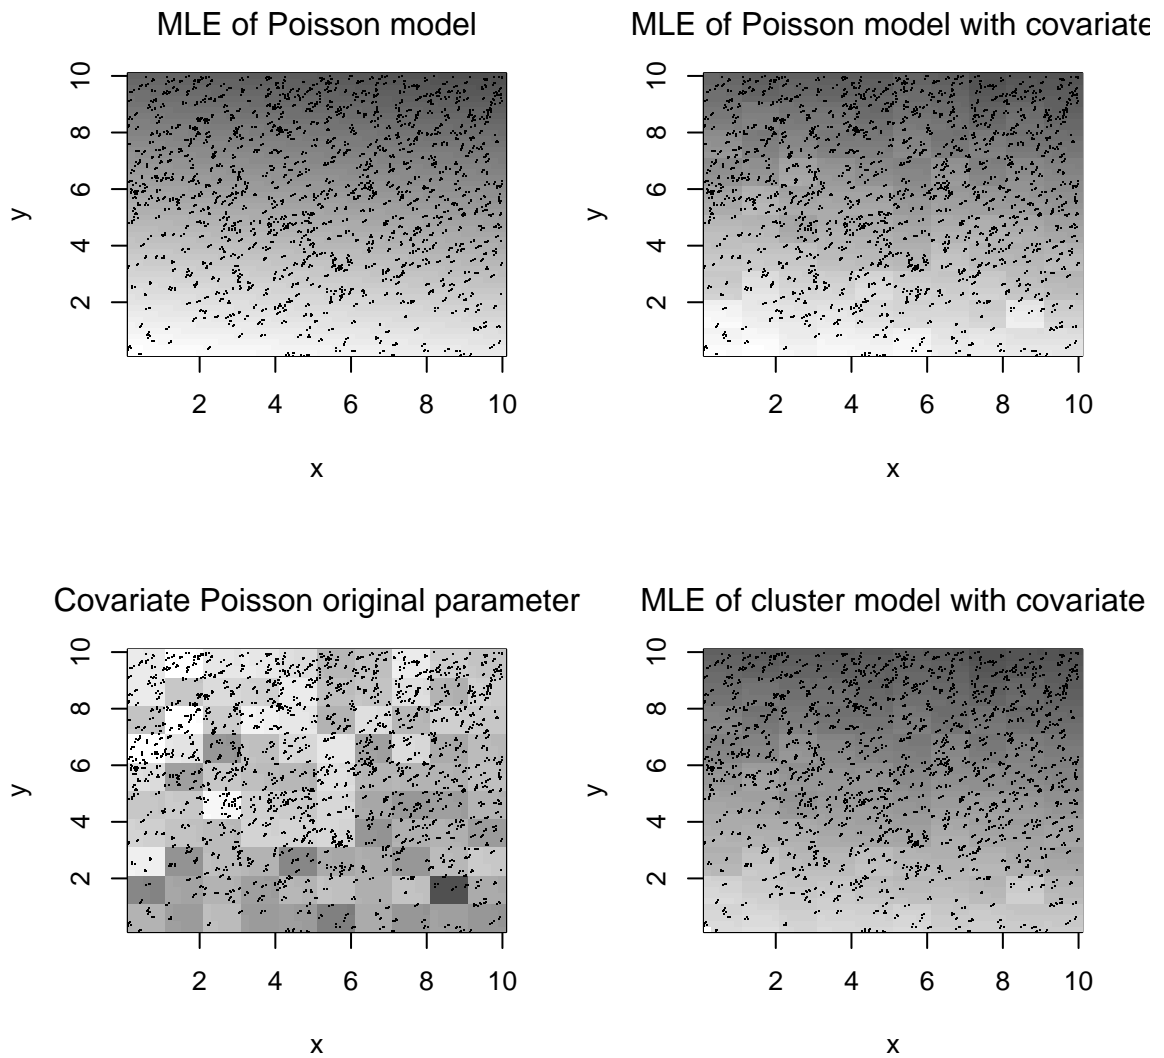 MLE of Poisson model
y
2 4 6 8 10
2 4 6 8 10
x
MLE of Poisson model with covariate
y
2 4 6 8 10
2 4 6 8 10
x
Covariate Poisson original parameter
y
2 4 6 8 10
2 4 6 8 10
x
MLE of cluster model with covariate
y
2 4 6 8 10
2 4 6 8 10
x